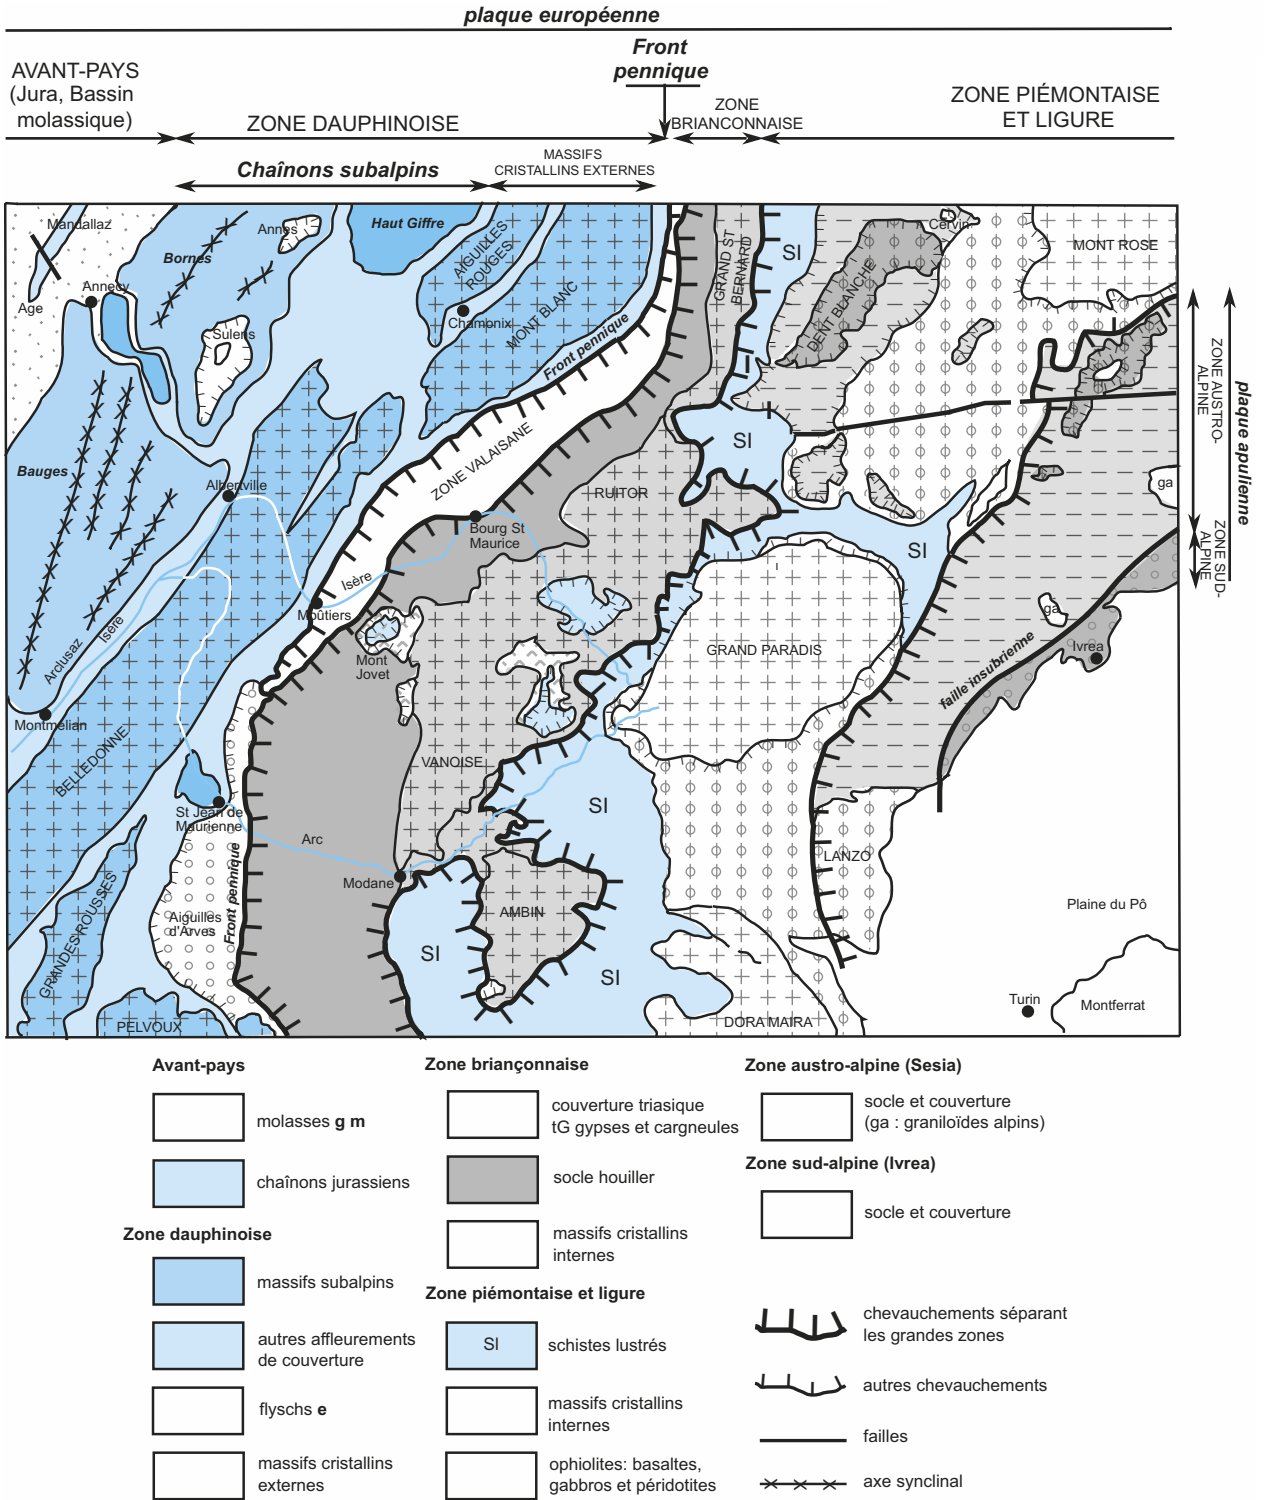 plaque européenne
Front
pennique
AVANT-PAYS
(Jura, Bassin
molassique)
ZONE DAUPHINOISE
ZONE
BRIANCONNAISE
ZONE PIÉMONTAISE
ET LIGURE
Chaînons subalpins
MASSIFS
CRISTALLINS EXTERNES
Mandallaz
Annes
Haut Giffre
Bornes
AIGUILLES
ROUGES
GRAND ST
BERNARD
SI
Cervin
MONT ROSE
DENT BLANCHE
Annecy
Age
Sulens
Chamonix
MONT BLANC
Front pennique
ZONE AUSTRO-
ALPINE
plaque apulienne
ZONE VALAISANE
SI
Bauges
Albertville
RUITOR
ga
Bourg St
Maurice
SI
ZONE SUD-
ALPINE
Isère
Moûtiers
ga
Arclusaz
Isère
Mont
Jovet
GRAND PARADIS
Ivrea
faille insubrienne
Montmélian
BELLEDONNE
VANOISE
SI
St Jean de
Maurienne
Arc
Front pennique
LANZO
Modane
GRANDES ROUSSES
Aiguilles
d'Arves
AMBIN
Plaine du Pô
SI
SI
Turin
Montferrat
PELVOUX
DORA MAIRA
Avant-pays
molasses g m
chaînons jurassiens
Zone dauphinoise
massifs subalpins
autres affleurements
de couverture
flyschs e
massifs cristallins
externes
Zone briançonnaise
couverture triasique
tG gypses et cargneules
socle houiller
massifs cristallins
internes
Zone piémontaise et ligure
SI
schistes lustrés
massifs cristallins
internes
ophiolites: basaltes,
gabbros et péridotites
Zone austro-alpine (Sesia)
socle et couverture
(ga : graniloïdes alpins)
Zone sud-alpine (Ivrea)
socle et couverture
chevauchements séparant
les grandes zones
autres chevauchements
failles
axe synclinal